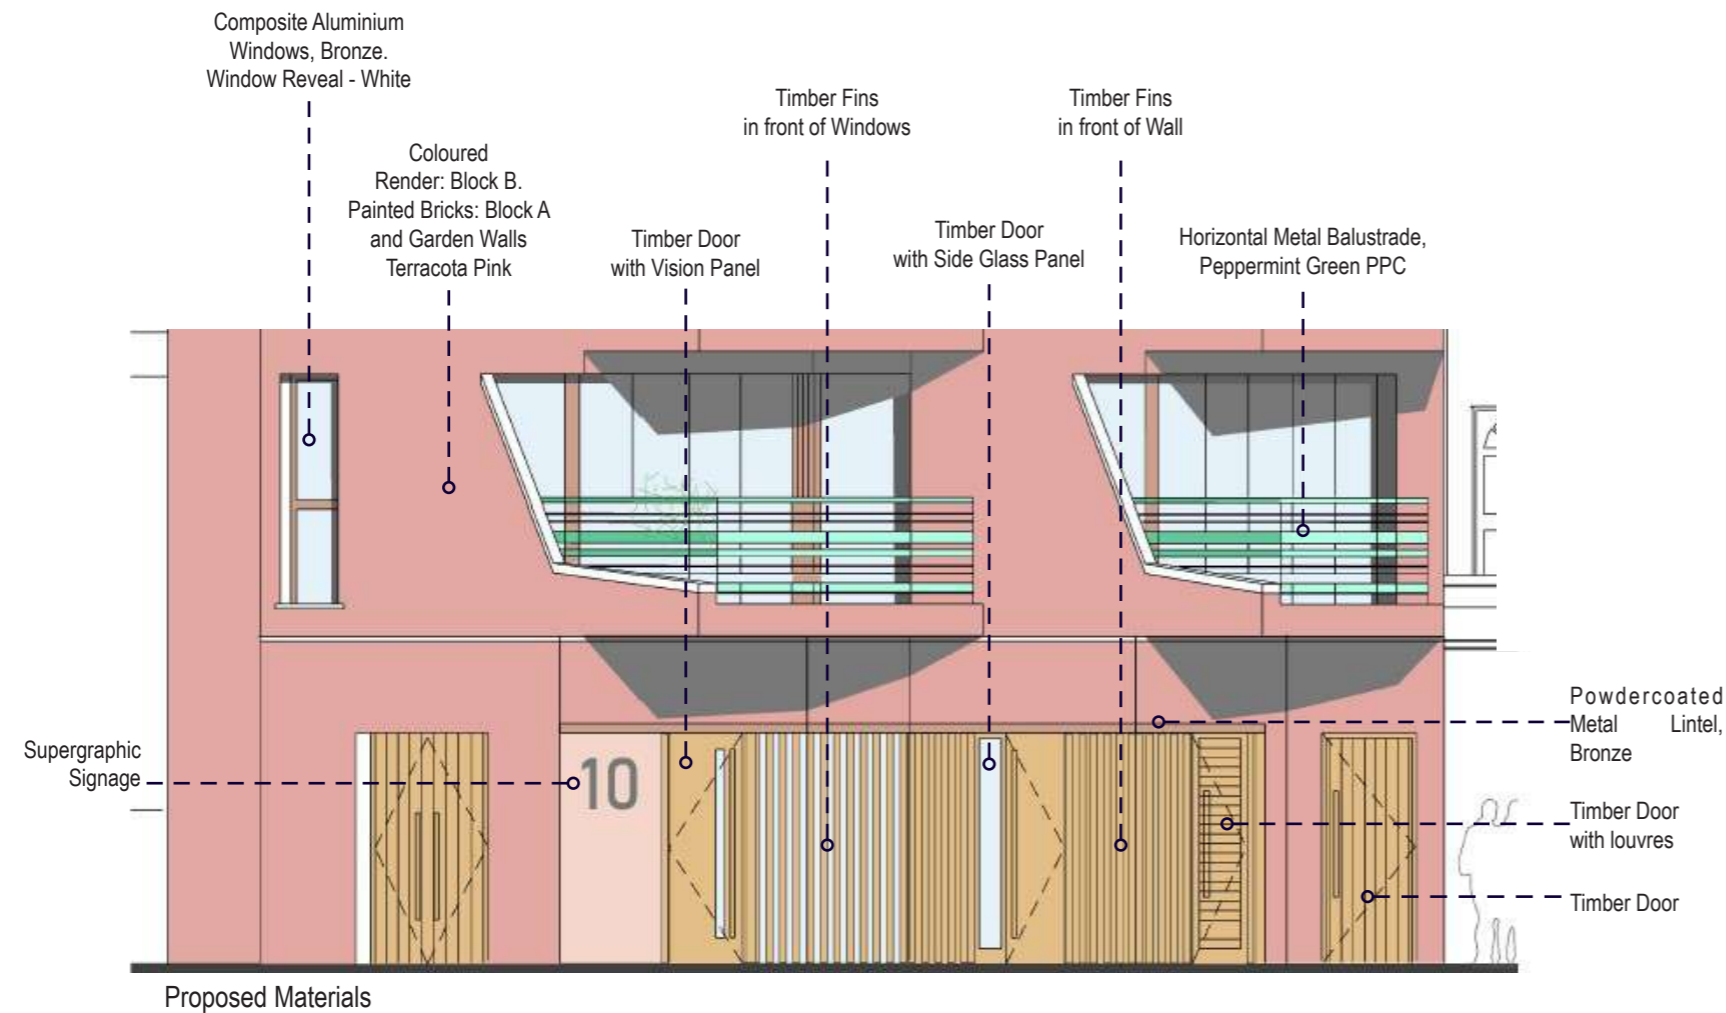 Composite Aluminium
Windows, Bronze.
Window Reveal - White
Coloured
Render: Block B.
Painted Bricks: Block A
and Garden Walls
Terracota Pink
Timber Door
with Vision Panel
Timber Fins
in front of Windows
Timber Door
with Side Glass Panel
Timber Fins
in front of Wall
Horizontal Metal Balustrade,
Peppermint Green PPC
Powdercoated
Metal Lintel,
Bronze
Supergraphic
Signage
10
Timber Door
with louvres
Timber Door
Proposed Materials